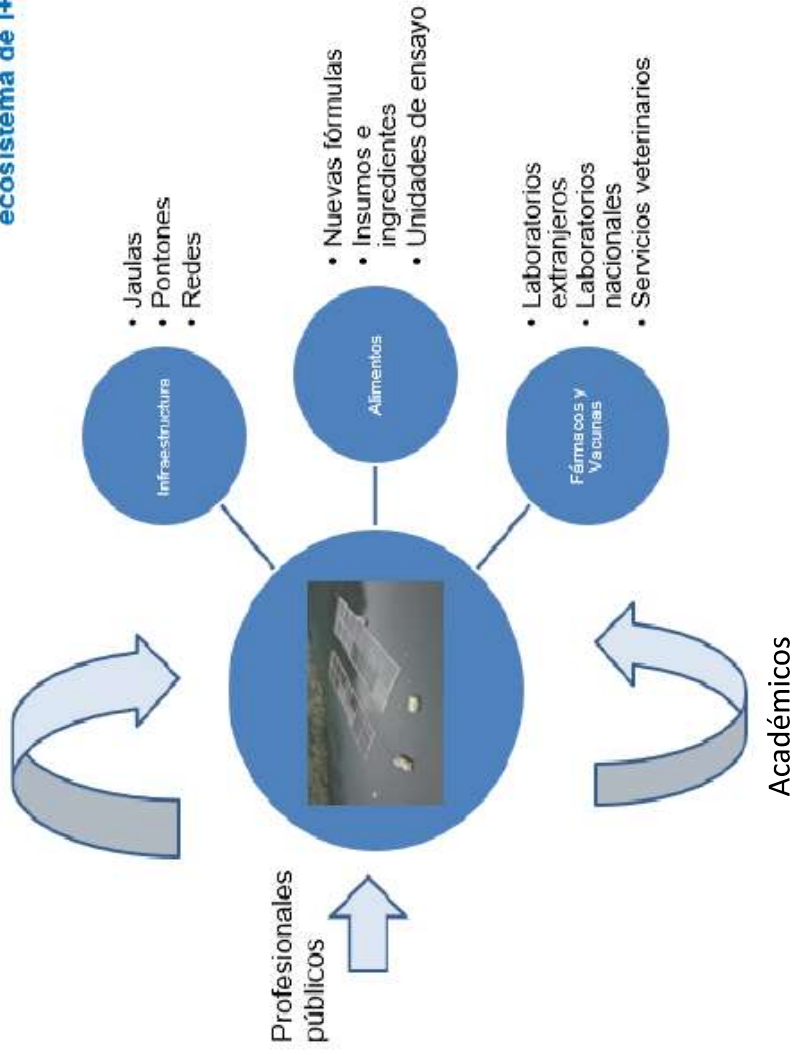 ecosistema de I+
• Jaulas
• Pontones
• Redes
Infraestructura
• Nuevas fórmulas
• Insumos e
ingredientes
• Unidades de ensayo
Alimentos
• Laboratorios
extranjeros
• Laboratorios
nacionales
• Servicios veterinarios
Fármacos y
Vacunas
Profesionales
públicos
Académicos